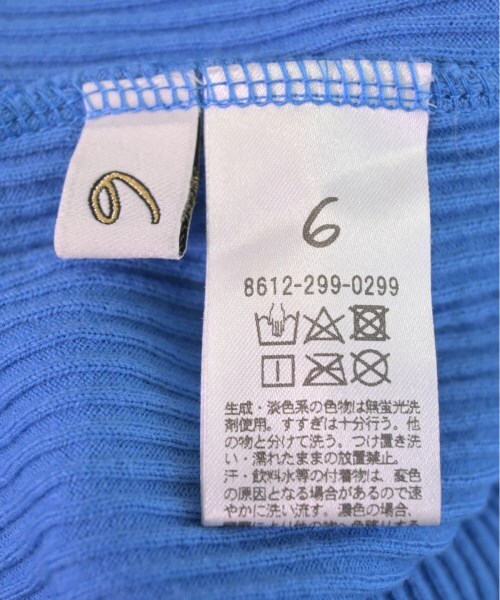 6
6
8612-299-0299
生成・淡色系の色物は無蛍光洗
剤使用。すすぎは十分行う。他
の物と分けて洗う。つけ置き洗
い・濡れたままの放置禁止。
汗・飲料水等の付着物は、変色
の原因となる場合があるので速
やかに洗い流す。濃色の場合、